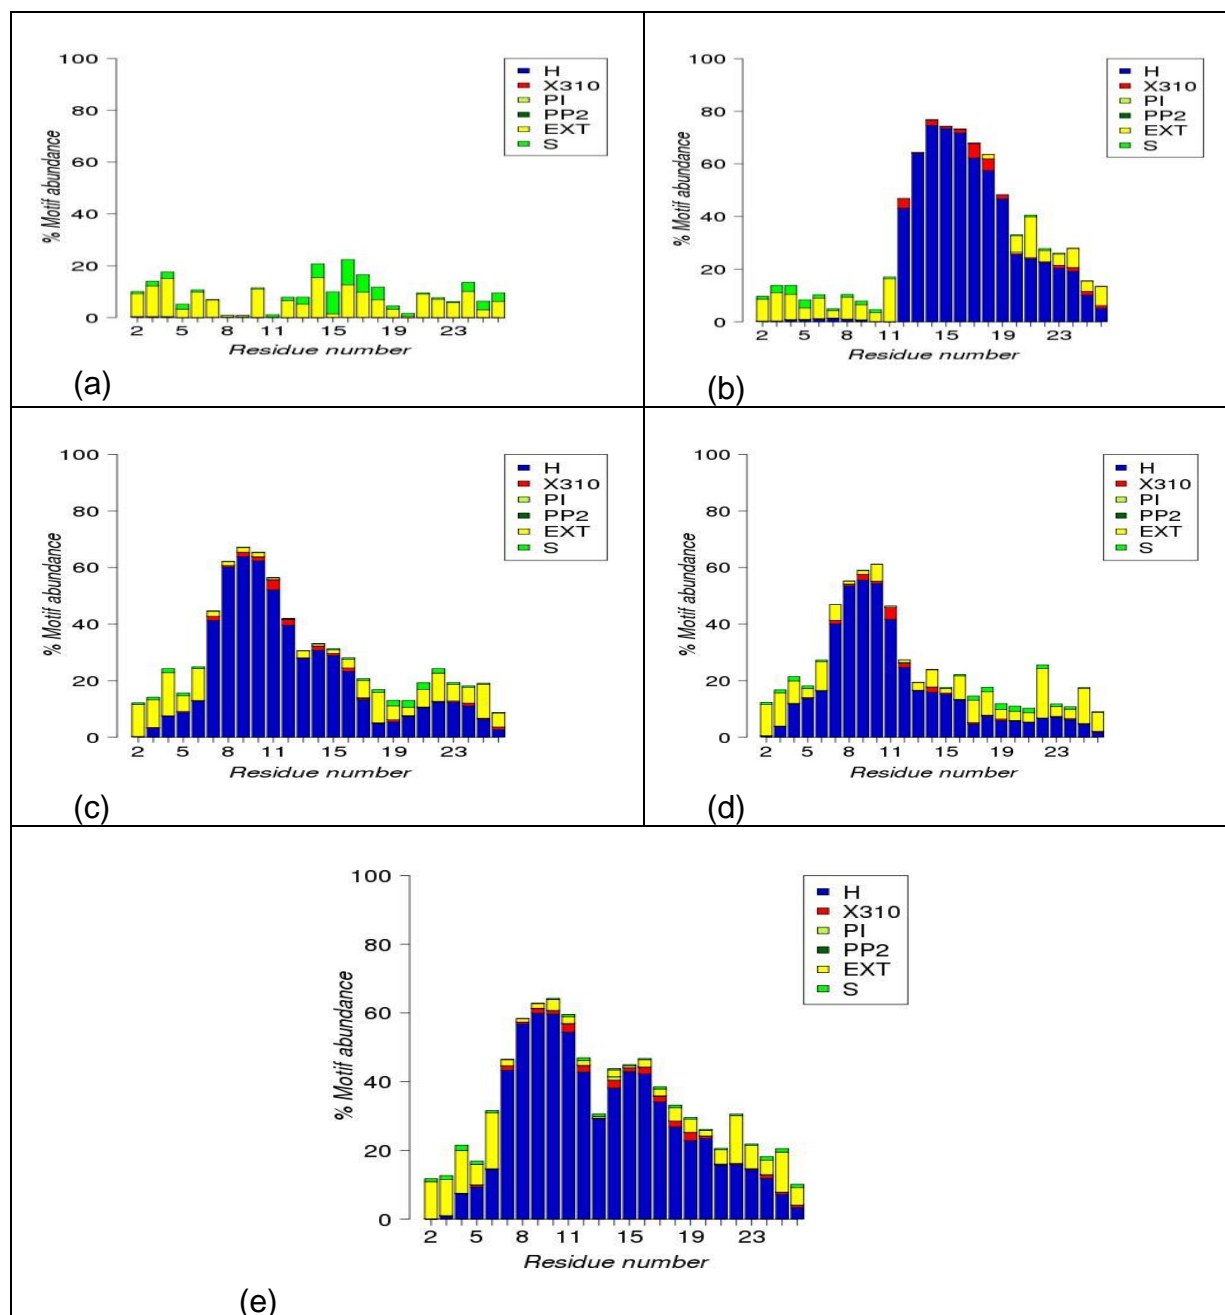 100
80
60
40
20
0
% Motif abundance
2 5 8 11 15 19 23
Residue number
H
X310
PI
PP2
EXT
S
(a)
100
80
60
40
20
0
% Motif abundance
2 5 8 11 15 19 23
Residue number
H
X310
PI
PP2
EXT
S
(b)
100
80
60
40
20
0
% Motif abundance
2 5 8 11 15 19 23
Residue number
H
X310
PI
PP2
EXT
S
(c)
100
80
60
40
20
0
% Motif abundance
2 5 8 11 15 19 23
Residue number
H
X310
PI
PP2
EXT
S
(d)
100
80
60
40
20
0
% Motif abundance
2 5 8 11 15 19 23
Residue number
H
X310
PI
PP2
EXT
S
(e)